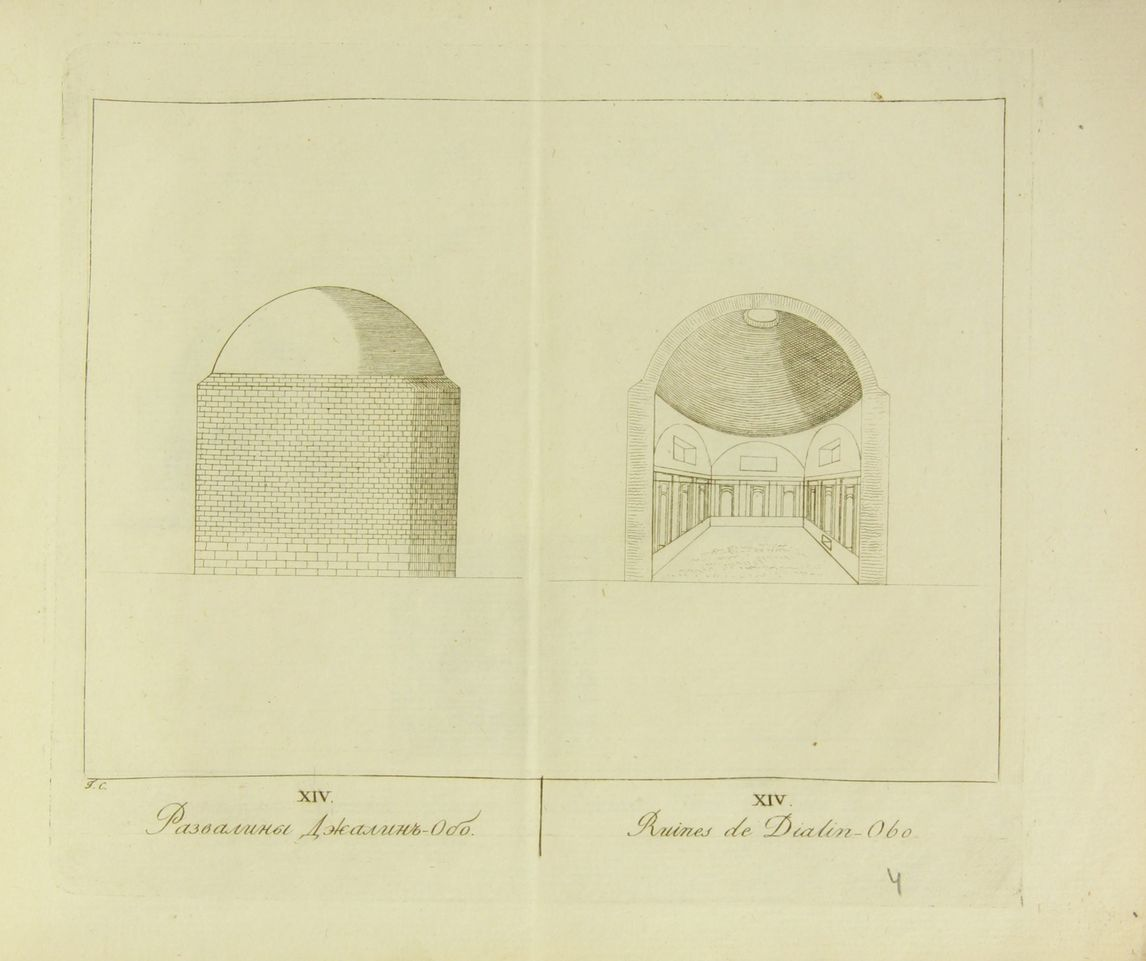 T. C.
XIV.
Развалины Джалинъ-Обо.
XIV.
Ruines de Dialin-Obo
4